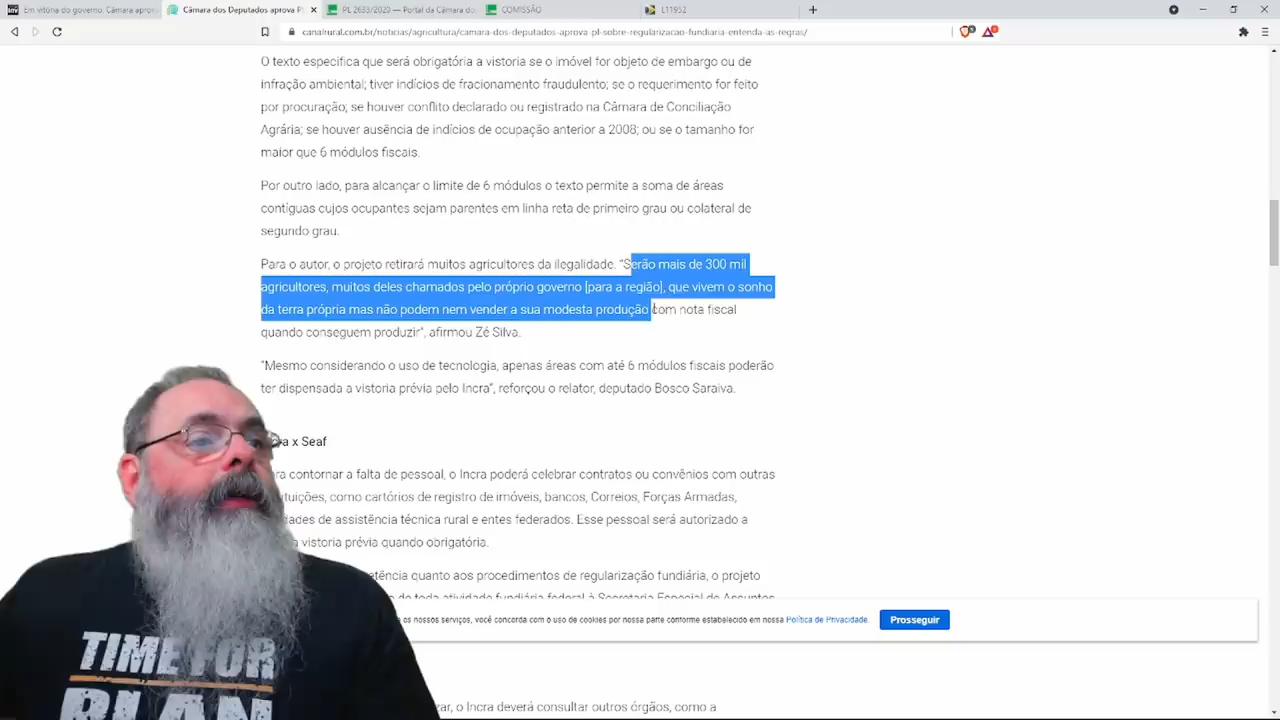 Em vitória do governo, Câmara aprov
Câmara dos Deputados aprova P
PL 2633/2020 — Portal da Câmara do
COMISSÃO
L11952
canalrural.com.br/noticias/agricultura/camara-dos-deputados-aprova-pl-sobre-regularizacao-fundiaria-entenda-as-regras/
O texto especifica que será obrigatória a vistoria se o imóvel for objeto de embargo ou de
infração ambiental; tiver indícios de fracionamento fraudulento; se o requerimento for feito
por procuração; se houver conflito declarado ou registrado na Câmara de Conciliação
Agrária; se houver ausência de indícios de ocupação anterior a 2008; ou se o tamanho for
maior que 6 módulos fiscais.
Por outro lado, para alcançar o limite de 6 módulos o texto permite a soma de áreas
contíguas cujos ocupantes sejam parentes em linha reta de primeiro grau ou colateral de
segundo grau.
Para o autor, o projeto retirará muitos agricultores da ilegalidade. “Serão mais de 300 mil
agricultores, muitos deles chamados pelo próprio governo [para a região], que vivem o sonho
da terra própria mas não podem nem vender a sua modesta produção com nota fiscal
quando conseguem produzir”, afirmou Zé Silva.
“Mesmo considerando o uso de tecnologia, apenas áreas com até 6 módulos fiscais poderão
ter dispensada a vistoria prévia pelo Incra”, reforçou o relator, deputado Bosco Saraiva.
a x Seaf
ra contornar a falta de pessoal, o Incra poderá celebrar contratos ou convênios com outras
tituições, como cartórios de registro de imóveis, bancos, Correios, Forças Armadas,
dades de assistência técnica rural e entes federados. Esse pessoal será autorizado a
a vistoria prévia quando obrigatória.
etência quanto aos procedimentos de regularização fundiária, o projeto
de toda atividade fundiária federal à Secretaria Especial de Assuntos
os nossos serviços, você concorda com o uso de cookies por nossa parte conforme estabelecido em nossa Política de Privacidade.
Prosseguir
zar, o Incra deverá consultar outros órgãos, como a
TIME FOR
PLAN